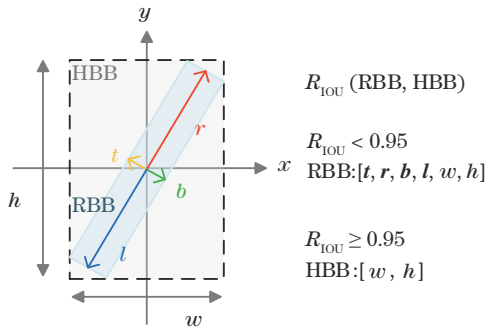 y
HBB
r
t
x
h
RBB
b
l
w
R_IOU (RBB, HBB)
R_IOU < 0.95
RBB:[t, r, b, l, w, h]
R_IOU ≥ 0.95
HBB:[w, h]